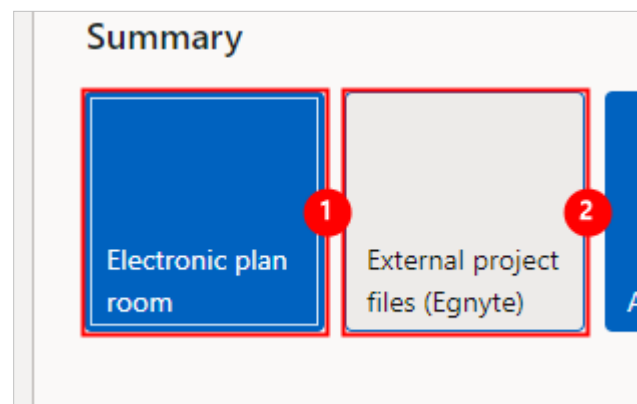 Summary
1
2
Electronic plan
room
External project
files (Egnyte)
A